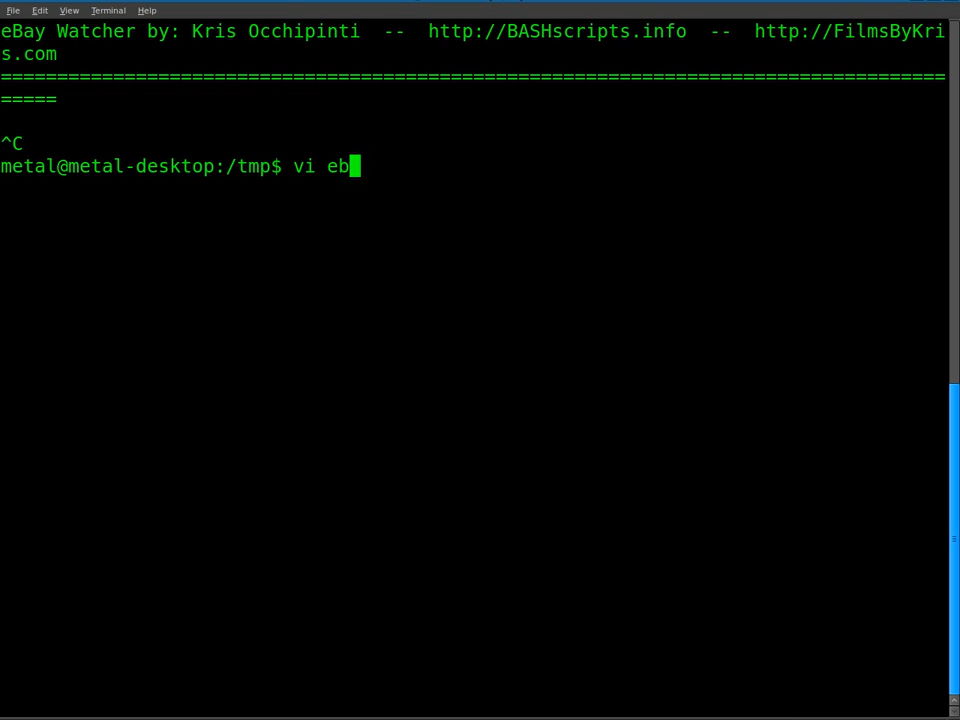 File Edit View Terminal Help
eBay Watcher by: Kris Occhipinti  --  http://BASHscripts.info  --  http://FilmsByKri
s.com
====================================================================================
=====
^C
metal@metal-desktop:/tmp$ vi eb